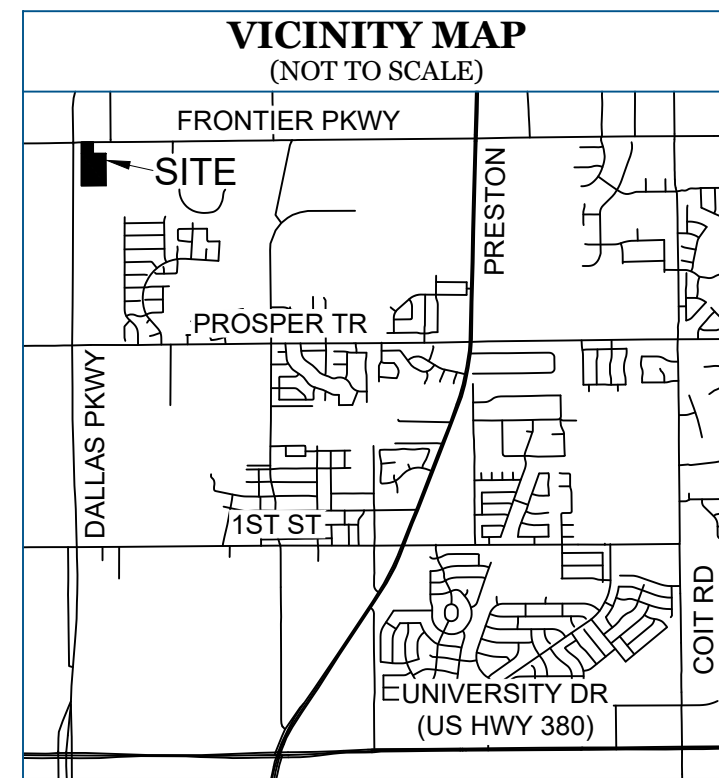 VICINITY MAP
(NOT TO SCALE)
FRONTIER PKWY
SITE
PRESTON
PROSPER TR
DALLAS PKWY
1ST ST
COIT RD
UNIVERSITY DR
(US HWY 380)